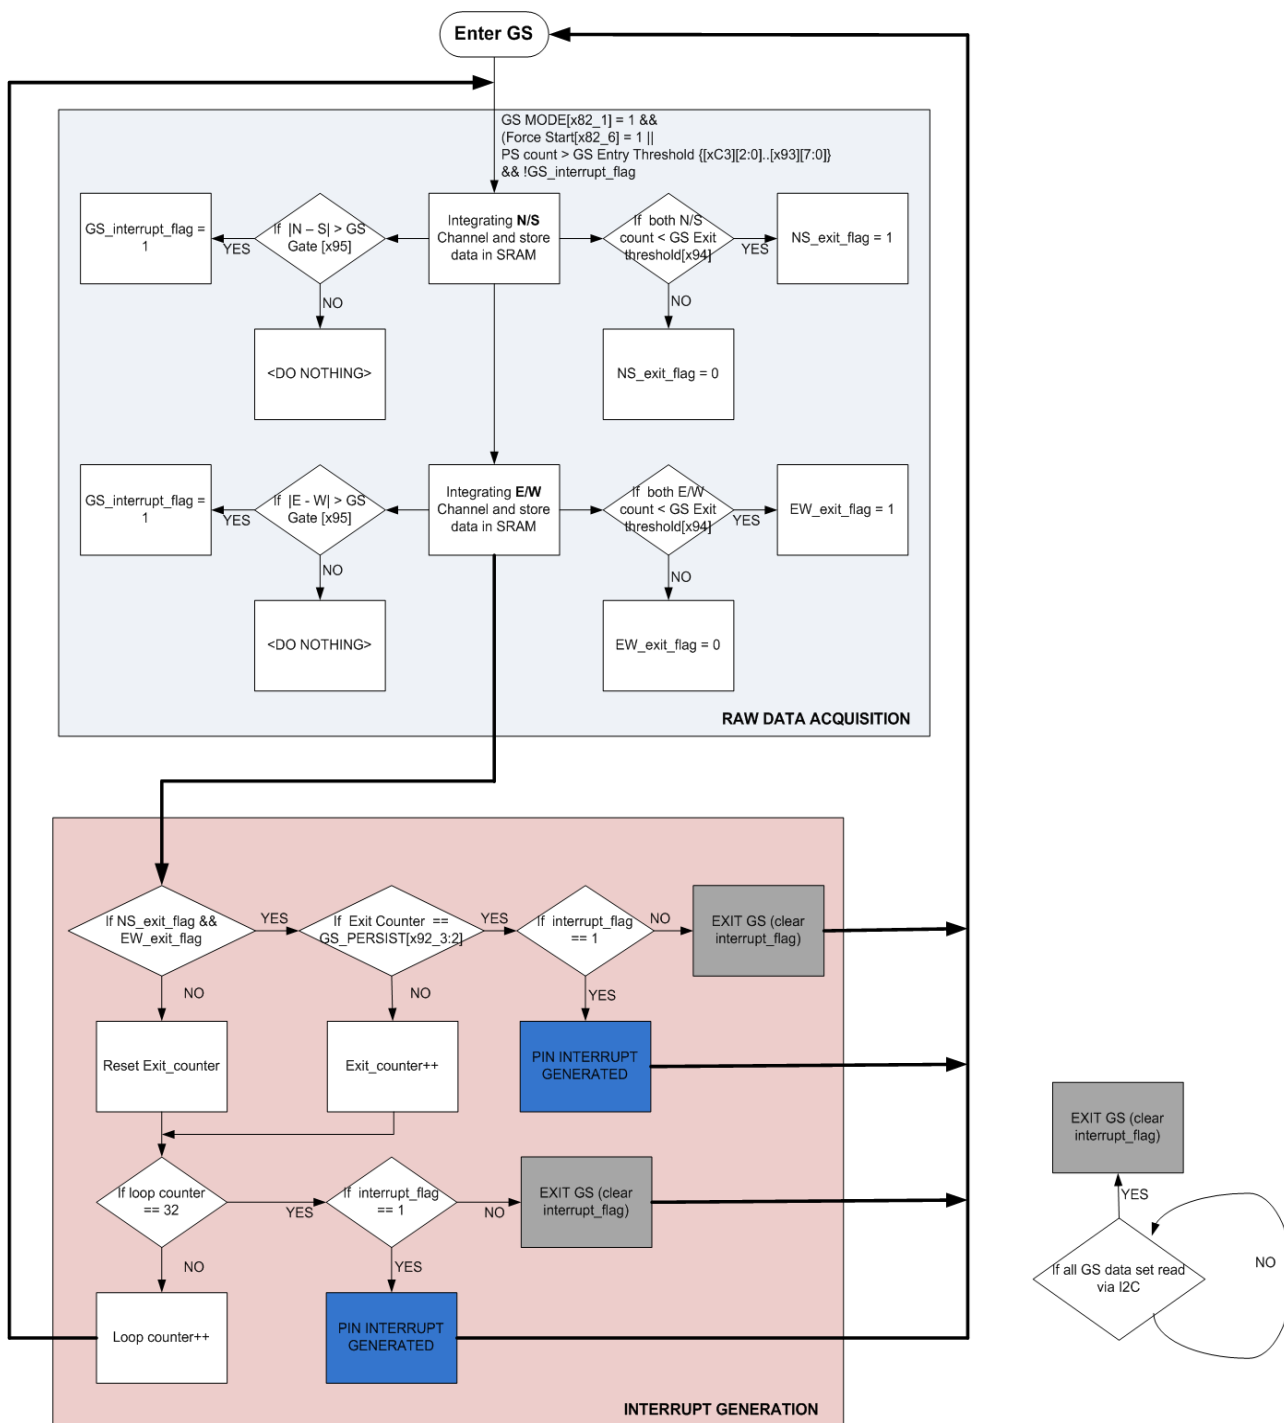 Enter GS
GS MODE[x82_1] = 1 &&
(Force Start[x82_6] = 1 ||
PS count > GS Entry Threshold {[xC3][2:0]..[x93][7:0]}
&& !GS_interrupt_flag
GS_interrupt_flag =
1
YES
If |N – S| > GS
Gate [x95]
NO
<DO NOTHING>
Integrating N/S
Channel and store
data in SRAM
If both N/S
count < GS Exit
threshold[x94]
YES
NS_exit_flag = 1
NO
NS_exit_flag = 0
GS_interrupt_flag =
1
YES
If |E - W| > GS
Gate [x95]
NO
<DO NOTHING>
Integrating E/W
Channel and store
data in SRAM
If both E/W
count < GS Exit
threshold[x94]
YES
EW_exit_flag = 1
NO
EW_exit_flag = 0
RAW DATA ACQUISITION
If NS_exit_flag &&
EW_exit_flag
YES
If Exit Counter ==
GS_PERSIST[x92_3:2]
YES
If interrupt_flag
== 1
NO
EXIT GS (clear
interrupt_flag)
NO
NO
YES
Reset Exit_counter
Exit_counter++
PIN INTERRUPT
GENERATED
If loop counter
== 32
YES
If interrupt_flag
== 1
NO
EXIT GS (clear
interrupt_flag)
NO
YES
Loop counter++
PIN INTERRUPT
GENERATED
INTERRUPT GENERATION
EXIT GS (clear
interrupt_flag)
YES
If all GS data set read
via I2C
NO